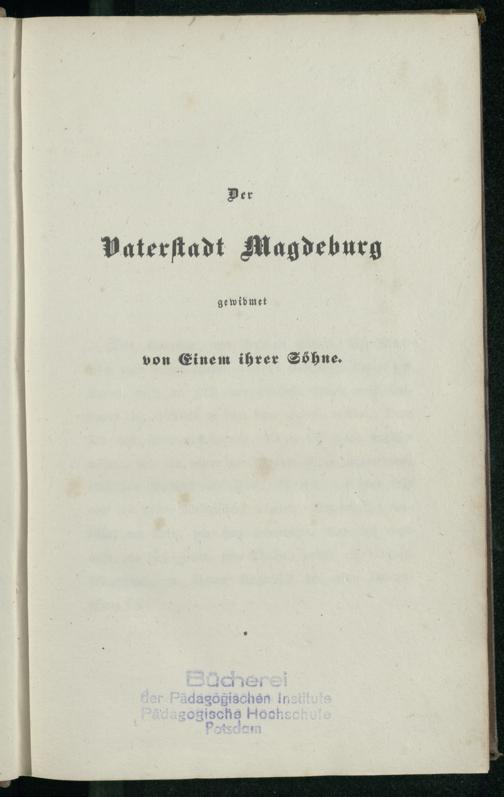 Der
Vaterstadt Magdeburg
gewidmet
von Einem ihrer Söhne.
Bücherei
der Pädagogischen Institute
Pädagogische Hochschule
Potsdam